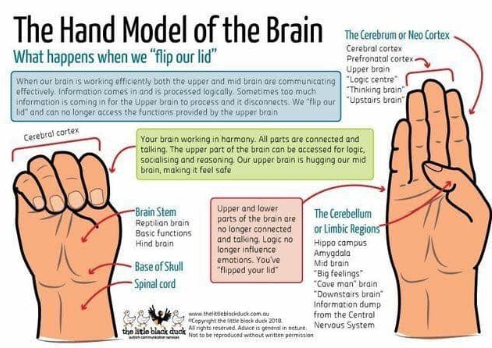 The Hand Model of the Brain
What happens when we "flip our lid"
When our brain is working efficiently both the upper and mid brain are communicating
effectively. Information comes in and is processed logically. Sometimes too much
information is coming in for the Upper brain to process and it disconnects. We "flip our
lid" and can no longer access the functions provided by the upper brain
The Cerebrum or Neo Cortex
Cerebral cortex
Prefronatal cortex
Upper brain
"Logic centre"
"Thinking brain"
"Upstairs brain"
Cerebral cortex
Your brain working in harmony. All parts are connected and
talking. The upper part of the brain can be accessed for logic,
socialising and reasoning. Our upper brain is hugging our mid
brain, making it feel safe
Brain Stem
Reptilian brain
Basic functions
Hind brain
Base of Skull
Spinal cord
Upper and lower
parts of the brain are
no longer connected
and talking. Logic no
longer influence
emotions. You've
"flipped your lid"
The Cerebellum
or Limbic Regions
Hippo campus
Amygdala
Mid brain
"Big feelings"
"Cave man" brain
"Downstairs brain"
Information dump
from the Central
Nervous System
the little black duck
autism communication services
www.thelittleblackduck.com.au
©Copyright the little black duck 2018.
All rights reserved. Advice is general in nature.
Not to be reproduced without written permission